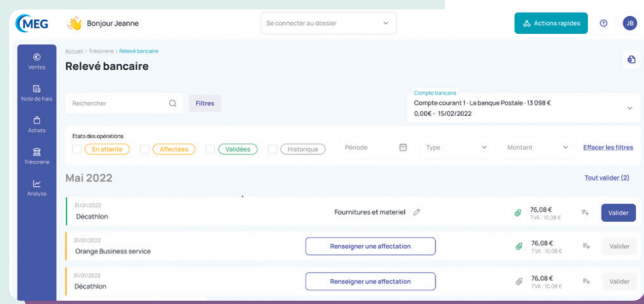 MEG
Bonjour Jeanne
Se connecter au dossier
Actions rapides
JB
Ventes
Note de frais
Achats
Trésorerie
Analyse
Accueil > Trésorerie > Relevé bancaire
Relevé bancaire
Rechercher
Filtres
Compte bancaire
Compte courant 1 - La banque Postale - 13 098 €
0,00€ - 15/02/2022
Etats des opérations
En attente
Affectées
Validées
Historique
Période
Type
Montant
Effacer les filtres
Mai 2022
Tout valider (2)
31/01/2022
Décathlon
Fournitures et materiel
76,08 €
TVA : 10,08 €
Valider
31/01/2022
Orange Business service
Renseigner une affectation
76,08 €
TVA : 10,08 €
Valider
31/01/2022
Décathlon
Renseigner une affectation
76,08 €
TVA : 10,08 €
Valider